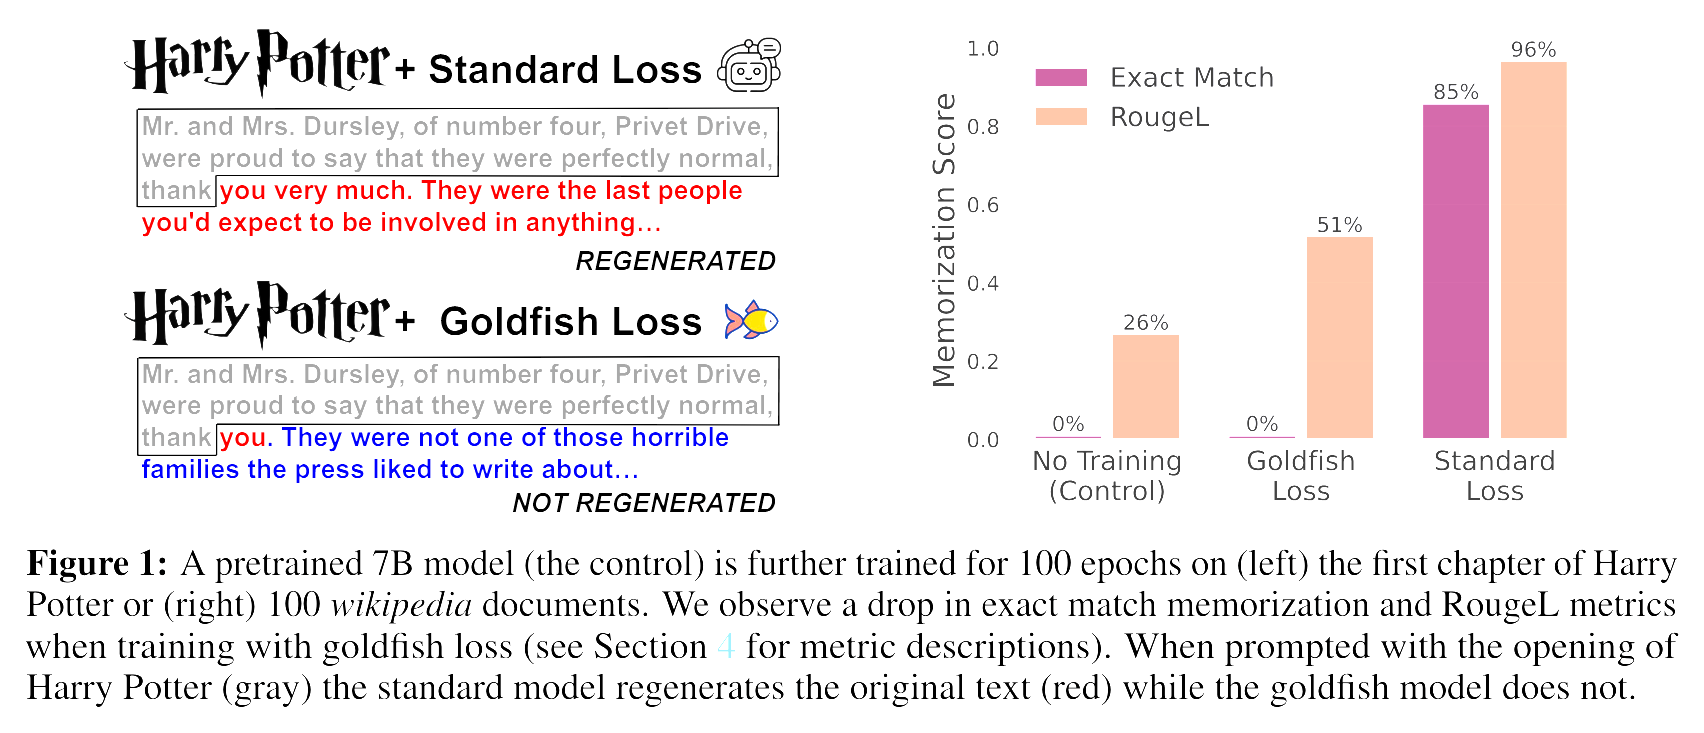 Harry Potter + Standard Loss
Mr. and Mrs. Dursley, of number four, Privet Drive,
were proud to say that they were perfectly normal,
thank you very much. They were the last people
you'd expect to be involved in anything...
REGENERATED
Harry Potter + Goldfish Loss
Mr. and Mrs. Dursley, of number four, Privet Drive,
were proud to say that they were perfectly normal,
thank you. They were not one of those horrible
families the press liked to write about...
NOT REGENERATED
Memorization Score
1.0
0.8
0.6
0.4
0.2
0.0
Exact Match
RougeL
0%
26%
0%
51%
85%
96%
No Training
(Control)
Goldfish
Loss
Standard
Loss
Figure 1: A pretrained 7B model (the control) is further trained for 100 epochs on (left) the first chapter of Harry
Potter or (right) 100 wikipedia documents. We observe a drop in exact match memorization and RougeL metrics
when training with goldfish loss (see Section 4 for metric descriptions). When prompted with the opening of
Harry Potter (gray) the standard model regenerates the original text (red) while the goldfish model does not.